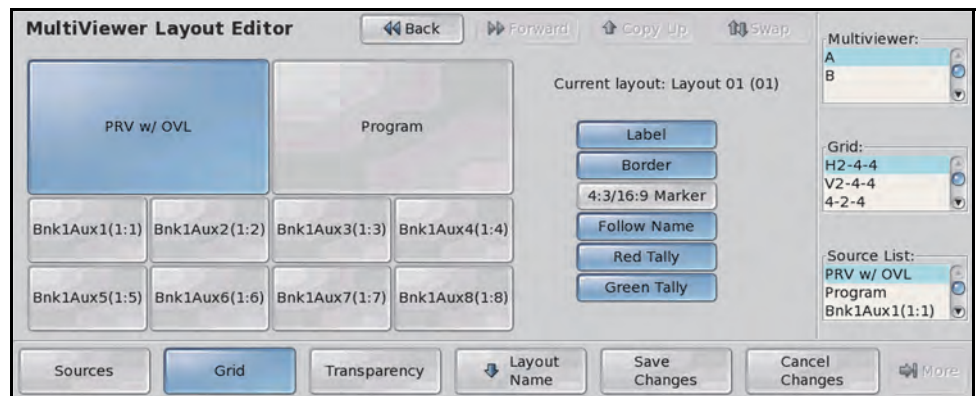 MultiViewer Layout Editor
Back
Forward
Copy Up
Swap
Multiviewer:
A
B
PRV w/ OVL
Program
Current layout: Layout 01 (01)
Label
Border
4:3/16:9 Marker
Follow Name
Red Tally
Green Tally
Grid:
H2-4-4
V2-4-4
4-2-4
Bnk1Aux1(1:1)
Bnk1Aux2(1:2)
Bnk1Aux3(1:3)
Bnk1Aux4(1:4)
Bnk1Aux5(1:5)
Bnk1Aux6(1:6)
Bnk1Aux7(1:7)
Bnk1Aux8(1:8)
Source List:
PRV w/ OVL
Program
Bnk1Aux1(1:1)
Sources
Grid
Transparency
Layout
Name
Save
Changes
Cancel
Changes
More